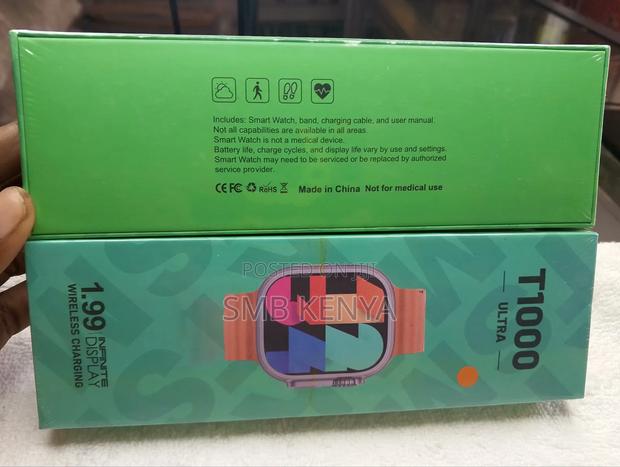 Includes: Smart Watch, band, charging cable, and user manual.
Not all capabilities are available in all areas.
Smart Watch is not a medical device.
Battery life, charge cycles, and display life vary by use and settings.
Smart Watch may need to be serviced or be replaced by authorized
service provider.
CE FC RoHS Made in China Not for medical use
POSTED ON JIJI
SMB KENYA
T1000
ULTRA
1.99 INFINITE
DISPLAY
WIRELESS CHARGING